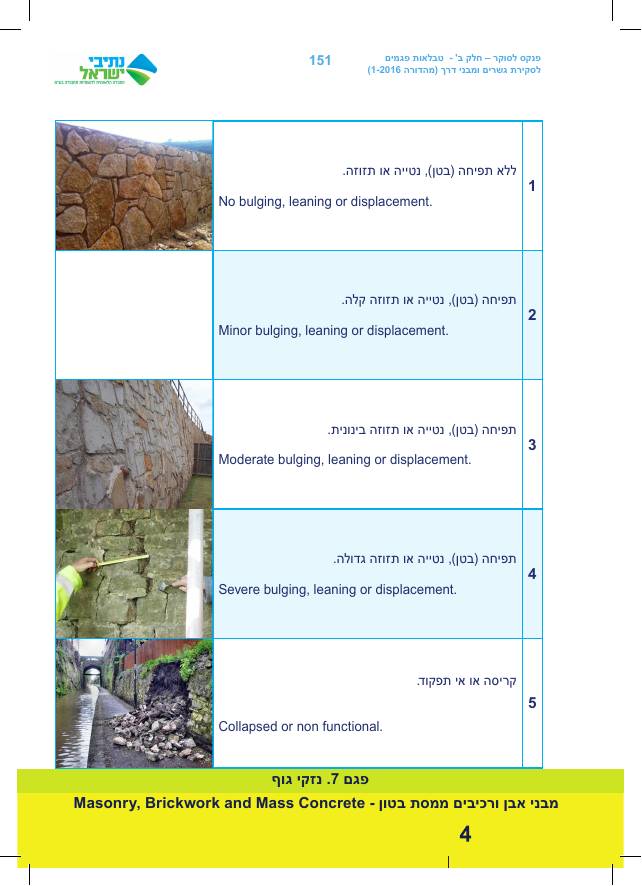 פנקס לסוקר – חלק ב' - טבלאות פגמים
לסקירת גשרים ומבני דרך (מהדורה 1-2016)
151
נתיבי
ישראל
ללא תפיחה (בטן), נטייה או תזוזה.
No bulging, leaning or displacement.
1
תפיחה (בטן), נטייה או תזוזה קלה.
Minor bulging, leaning or displacement.
2
תפיחה (בטן), נטייה או תזוזה בינונית.
Moderate bulging, leaning or displacement.
3
תפיחה (בטן), נטייה או תזוזה גדולה.
Severe bulging, leaning or displacement.
4
קריסה או אי תפקוד.
Collapsed or non functional.
5
פגם 7. נזקי גוף
מבני אבן ורכיבים ממסת בטון - Masonry, Brickwork and Mass Concrete
4